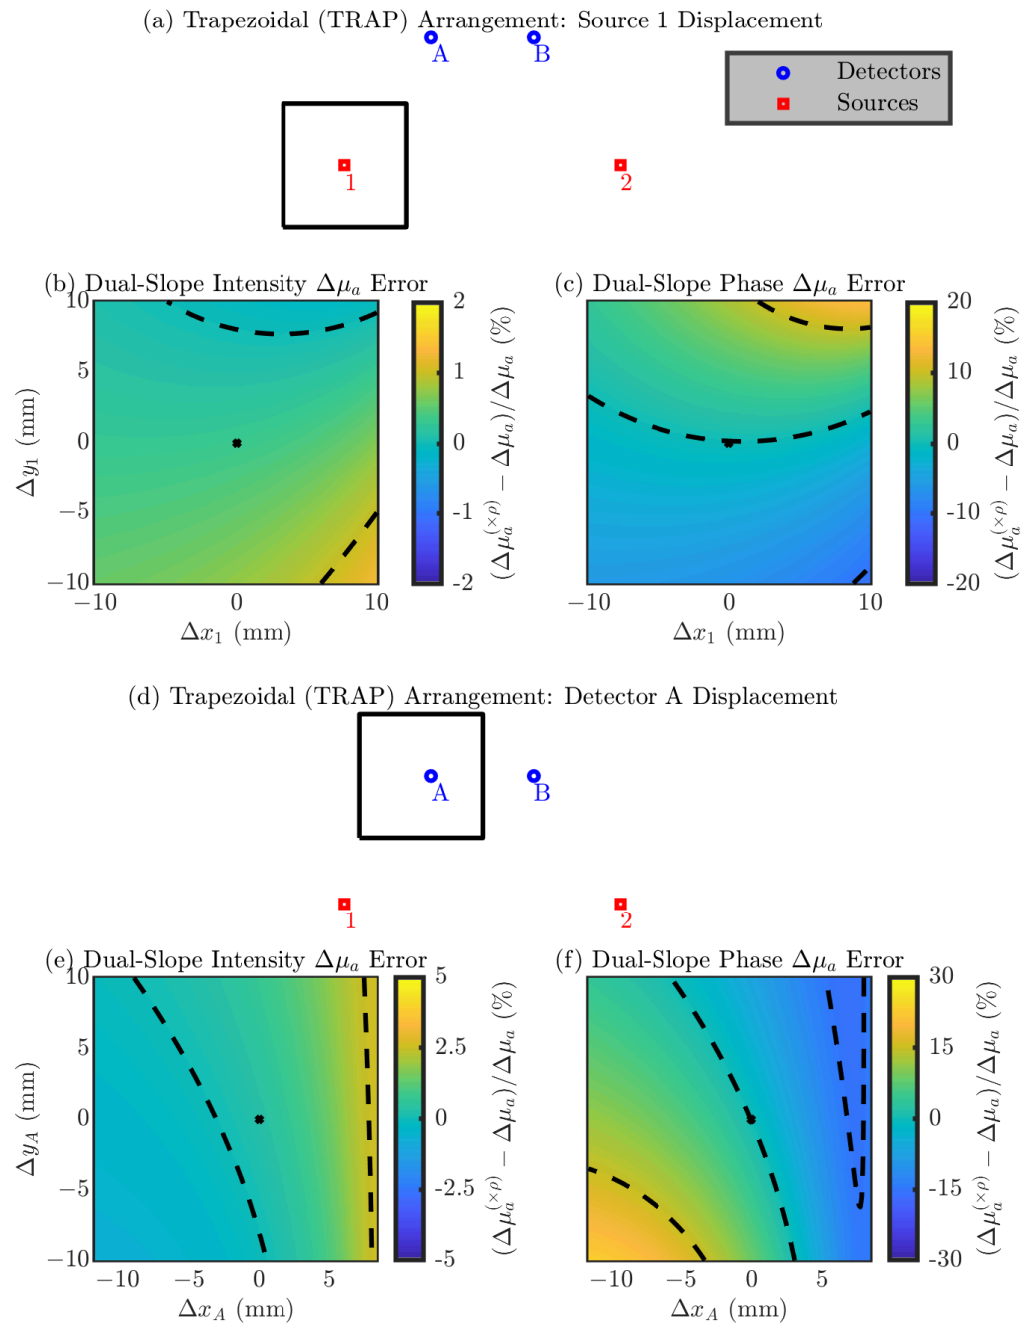 (a) Trapezoidal (TRAP) Arrangement: Source 1 Displacement
A
B
Detectors
Sources
1
2
(b) Dual-Slope Intensity Δμₐ Error
(c) Dual-Slope Phase Δμₐ Error
10
5
0
−5
−10
Δy₁ (mm)
−10
0
10
Δx₁ (mm)
2
1
0
-1
-2
(Δμₐ^(×ρ) − Δμₐ)/Δμₐ (%)
−10
0
10
Δx₁ (mm)
20
10
0
-10
-20
(Δμₐ^(×ρ) − Δμₐ)/Δμₐ (%)
(d) Trapezoidal (TRAP) Arrangement: Detector A Displacement
A
B
1
2
(e) Dual-Slope Intensity Δμₐ Error
(f) Dual-Slope Phase Δμₐ Error
10
5
0
−5
−10
Δy_A (mm)
−10
−5
0
5
Δx_A (mm)
5
2.5
0
-2.5
-5
(Δμₐ^(×ρ) − Δμₐ)/Δμₐ (%)
−10
−5
0
5
Δx_A (mm)
30
15
0
-15
-30
(Δμₐ^(×ρ) − Δμₐ)/Δμₐ (%)